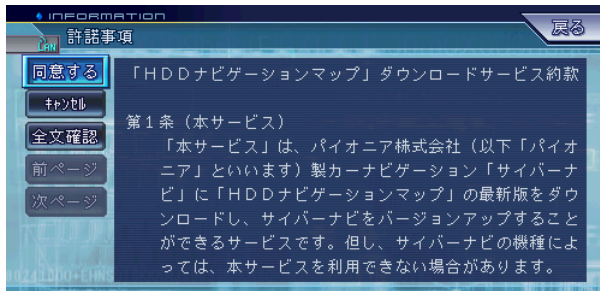 INFORMATION
戻る
LAN
許諾事項
同意する
ｷｬﾝｾﾙ
全文確認
前ページ
次ページ
「ＨＤＤナビゲーションマップ」ダウンロードサービス約款
第１条（本サービス）
「本サービス」は、パイオニア株式会社（以下「パイオ
ニア」といいます）製カーナビゲーション「サイバーナ
ビ」に「ＨＤＤナビゲーションマップ」の最新版をダウ
ンロードし、サイバーナビをバージョンアップすること
ができるサービスです。但し、サイバーナビの機種によ
っては、本サービスを利用できない場合があります。